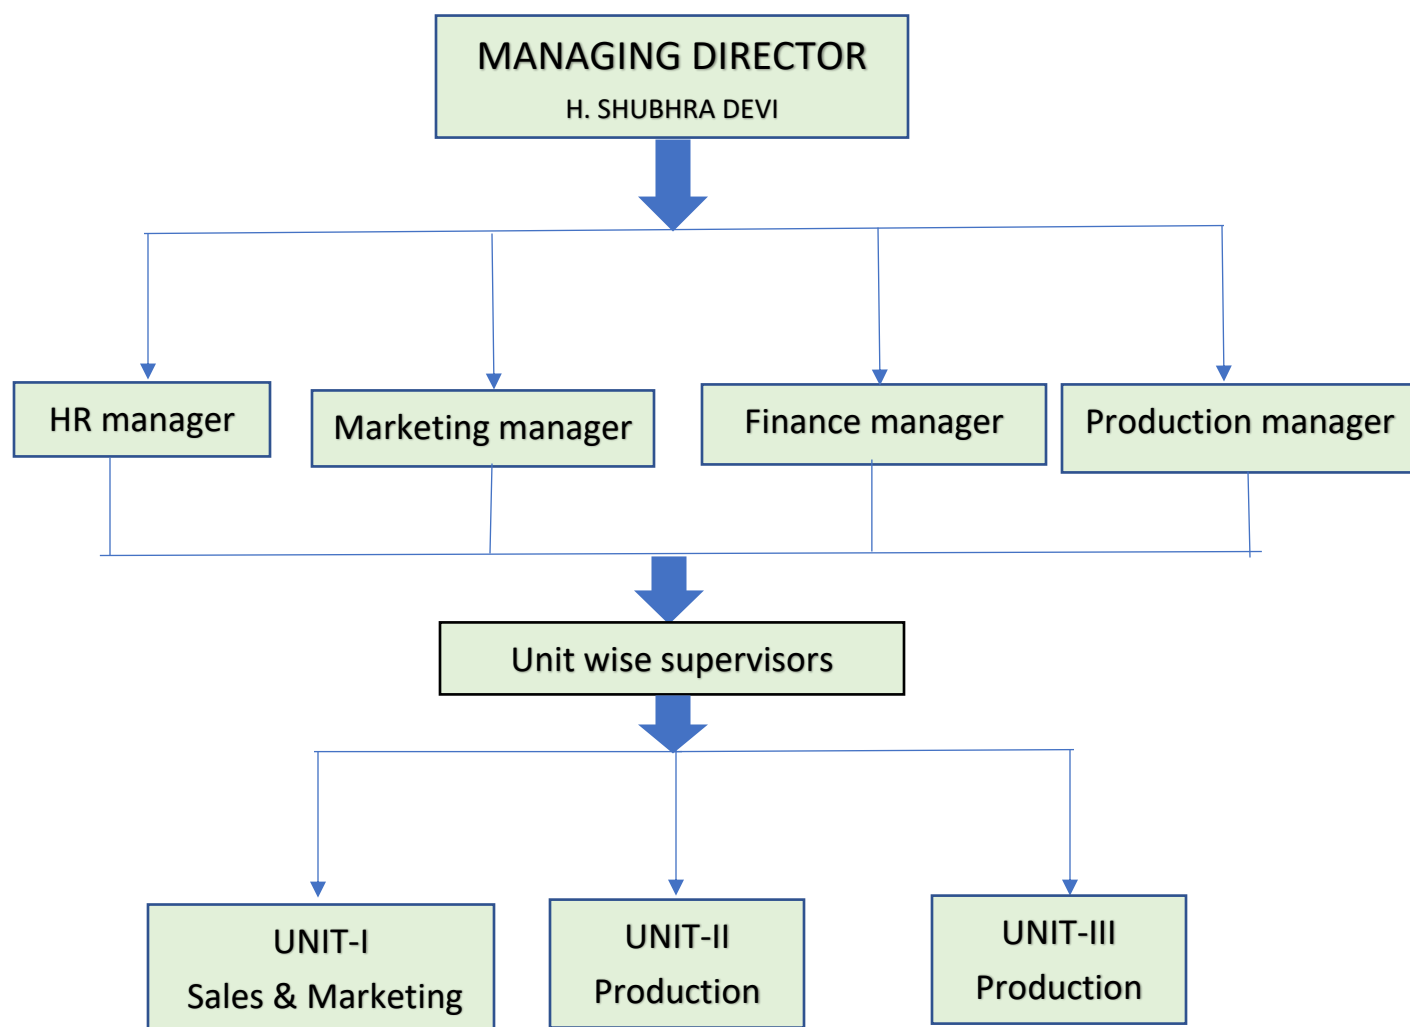 MANAGING DIRECTOR
H. SHUBHRA DEVI
HR manager
Marketing manager
Finance manager
Production manager
Unit wise supervisors
UNIT-I
Sales & Marketing
UNIT-II
Production
UNIT-III
Production